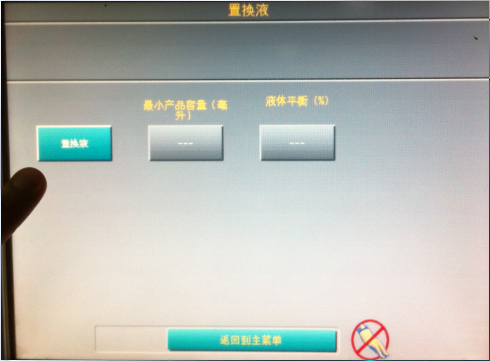 置换液
最小产品容量（毫
升）
液体平衡（%）
置换液
---
---
返回到主菜单